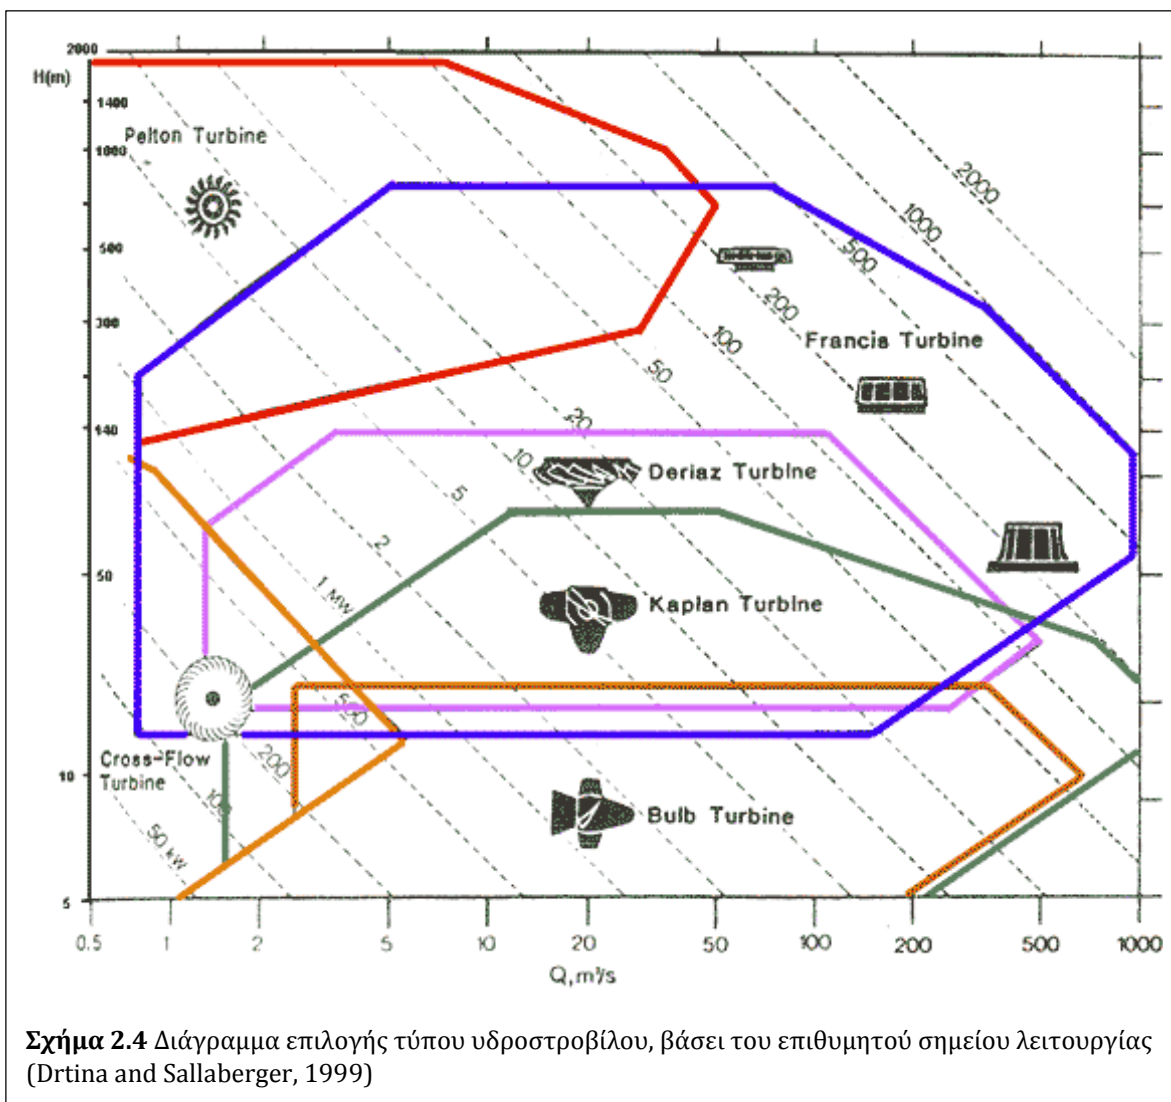 2000
H(m)
1400
Pelton Turbine
1000
2000
1000
500
500
200
300
100
Francis Turbine
50
140
20
10
Deriaz Turbine
5
2
50
1 MW
Kaplan Turbine
500
Cross-Flow
Turbine
200
10
100
Bulb Turbine
50 kW
5
0.5 1 2 5 10 20 50 100 200 500 1000
Q, m³/s
Σχήμα 2.4 Διάγραμμα επιλογής τύπου υδροστροβίλου, βάσει του επιθυμητού σημείου λειτουργίας
(Drtina and Sallaberger, 1999)